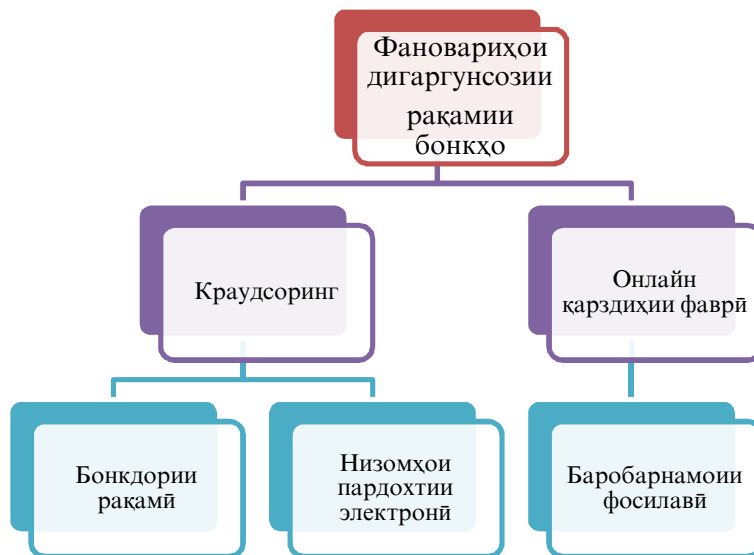 Фановариҳои
дигаргунсозии
рақамии
бонкҳо
Краудсоринг
Онлайн
қарздиҳии фаврӣ
Бонкдории
рақамӣ
Низомҳои
пардохтии
электронӣ
Баробарнамоии
фосилавӣ